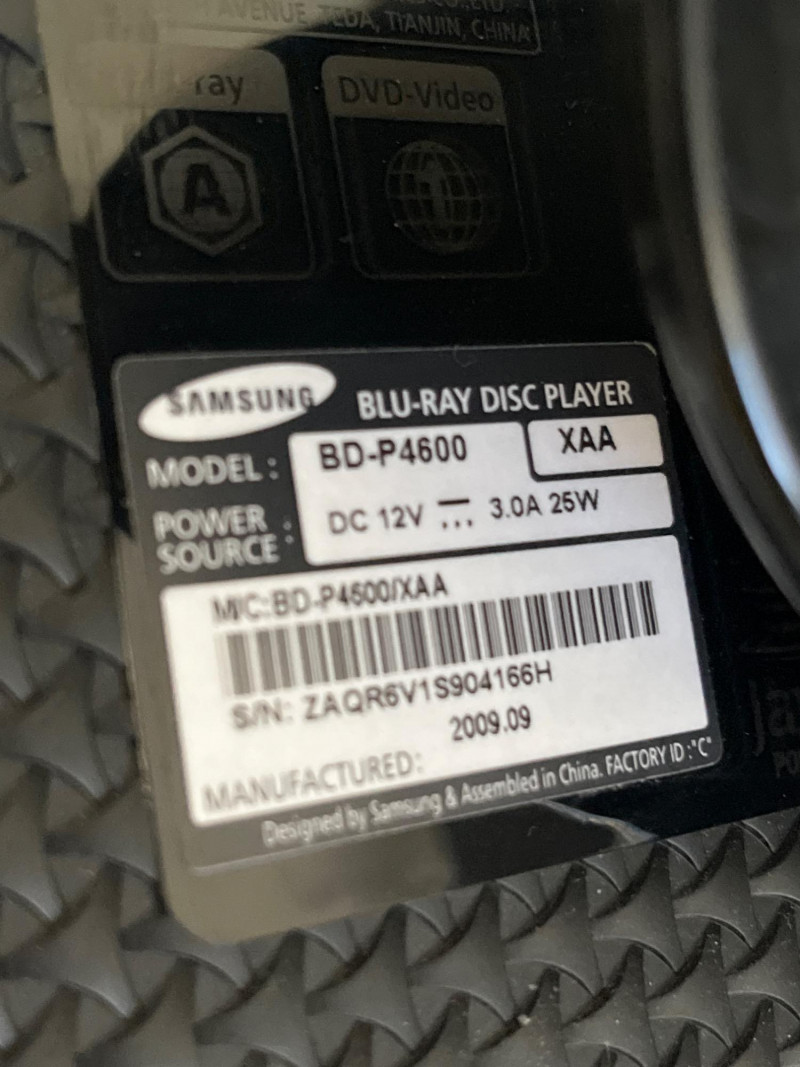 AVENUE, TEDA, TIANJIN, CHINA
ray
DVD-Video
A
1
SAMSUNG
BLU-RAY DISC PLAYER
MODEL :
BD-P4600
XAA
POWER SOURCE :
DC 12V ⎓ 3.0A 25W
M/C:BD-P4600/XAA
S/N: ZAQR6V1S904166H
2009.09
MANUFACTURED:
Designed by Samsung & Assembled in China. FACTORY ID :"C"